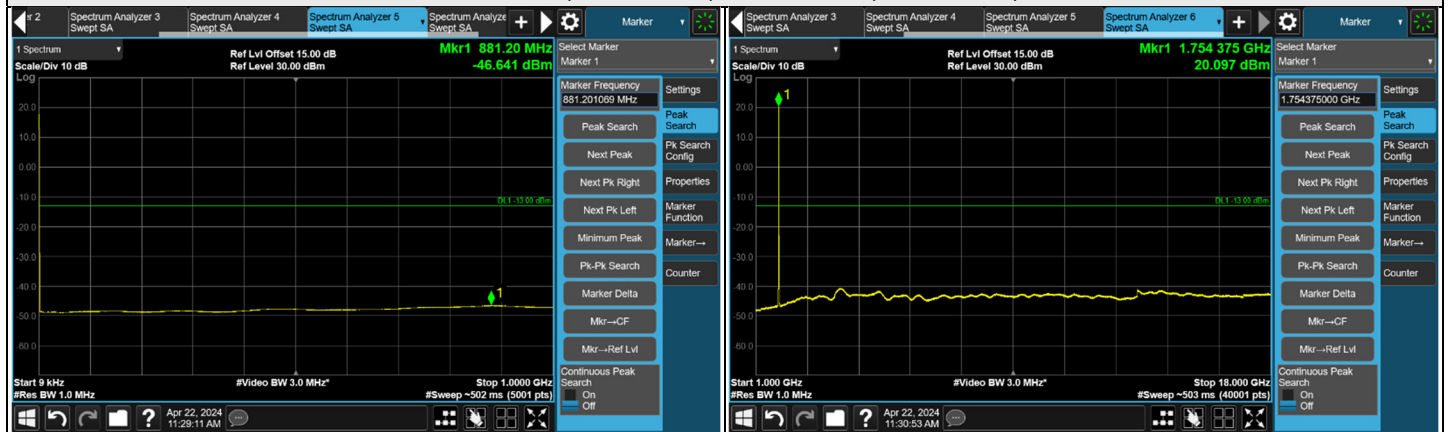 er 2
Spectrum Analyzer 3
Swept SA
Spectrum Analyzer 4
Swept SA
Spectrum Analyzer 5
Swept SA
Spectrum Analyze
Swept SA
Marker
1 Spectrum
Scale/Div 10 dB
Ref Lvl Offset 15.00 dB
Ref Level 30.00 dBm
Mkr1 881.20 MHz
-46.641 dBm
Log
20.0
10.0
0.00
-10.0
-20.0
-30.0
-40.0
-50.0
-60.0
DL1 -13.00 dBm
1
Start 9 kHz
#Res BW 1.0 MHz
#Video BW 3.0 MHz*
Stop 1.0000 GHz
#Sweep ~502 ms (5001 pts)
Select Marker
Marker 1
Marker Frequency
881.201069 MHz
Peak Search
Next Peak
Next Pk Right
Next Pk Left
Minimum Peak
Pk-Pk Search
Marker Delta
Mkr→CF
Mkr→Ref Lvl
Continuous Peak
Search
On
Off
Settings
Peak
Search
Pk Search
Config
Properties
Marker
Function
Marker→
Counter
?
Apr 22, 2024
11:29:11 AM
Spectrum Analyzer 3
Swept SA
Spectrum Analyzer 4
Swept SA
Spectrum Analyzer 5
Swept SA
Spectrum Analyzer 6
Swept SA
Marker
1 Spectrum
Scale/Div 10 dB
Ref Lvl Offset 15.00 dB
Ref Level 30.00 dBm
Mkr1 1.754 375 GHz
20.097 dBm
Log
20.0
10.0
0.00
-10.0
-20.0
-30.0
-40.0
-50.0
-60.0
DL1 -13.00 dBm
1
Start 1.000 GHz
#Res BW 1.0 MHz
#Video BW 3.0 MHz*
Stop 18.000 GHz
#Sweep ~503 ms (40001 pts)
Select Marker
Marker 1
Marker Frequency
1.754375000 GHz
Peak Search
Next Peak
Next Pk Right
Next Pk Left
Minimum Peak
Pk-Pk Search
Marker Delta
Mkr→CF
Mkr→Ref Lvl
Continuous Peak
Search
On
Off
Settings
Peak
Search
Pk Search
Config
Properties
Marker
Function
Marker→
Counter
?
Apr 22, 2024
11:30:53 AM